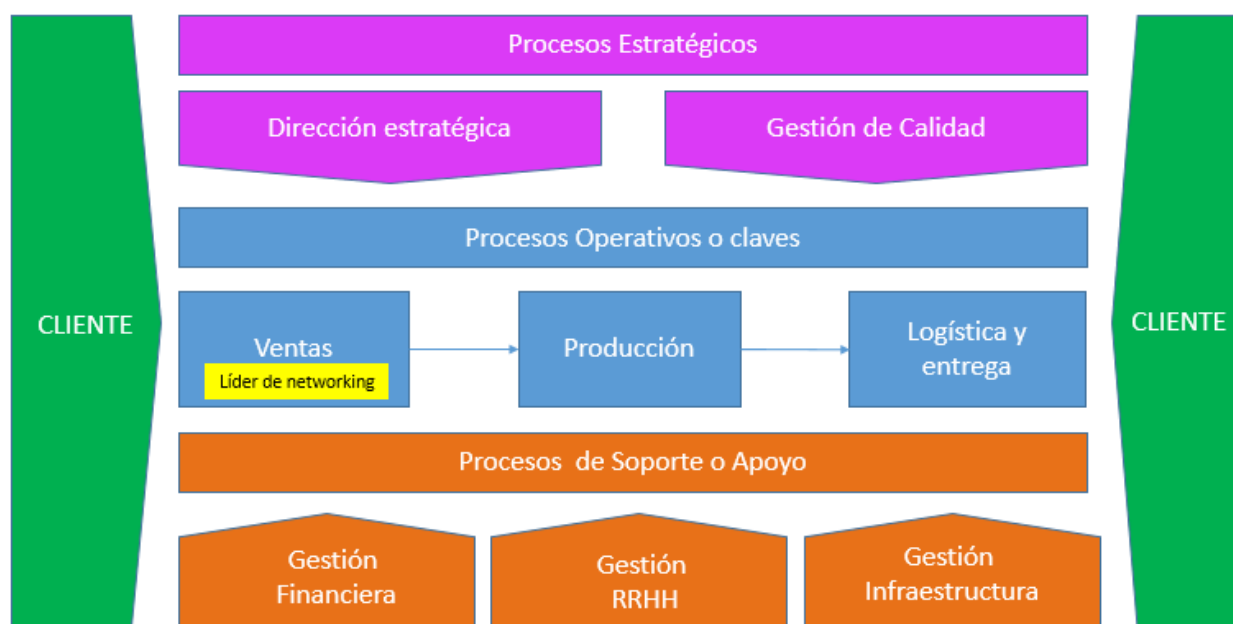 Procesos Estratégicos
Dirección estratégica
Gestión de Calidad
Procesos Operativos o claves
CLIENTE
Ventas
Líder de networking
Producción
Logística y
entrega
CLIENTE
Procesos de Soporte o Apoyo
Gestión
Financiera
Gestión
RRHH
Gestión
Infraestructura